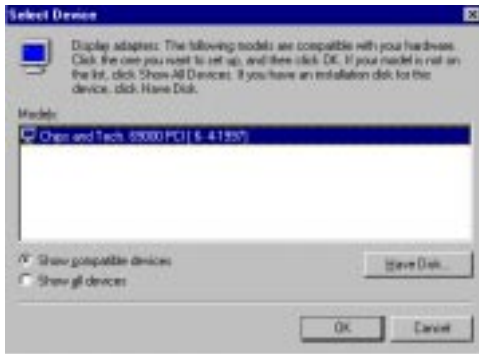 Select Device
Display adapters: The following models are compatible with your hardware.
Click the one you want to set up, and then click OK. If your model is not on
the list, click Show All Devices. If you have an installation disk for this
device, click Have Disk.
Models:
Chips and Tech. 69000 PCI [ 6- 4-1997]
Show compatible devices
Have Disk...
Show all devices
OK
Cancel